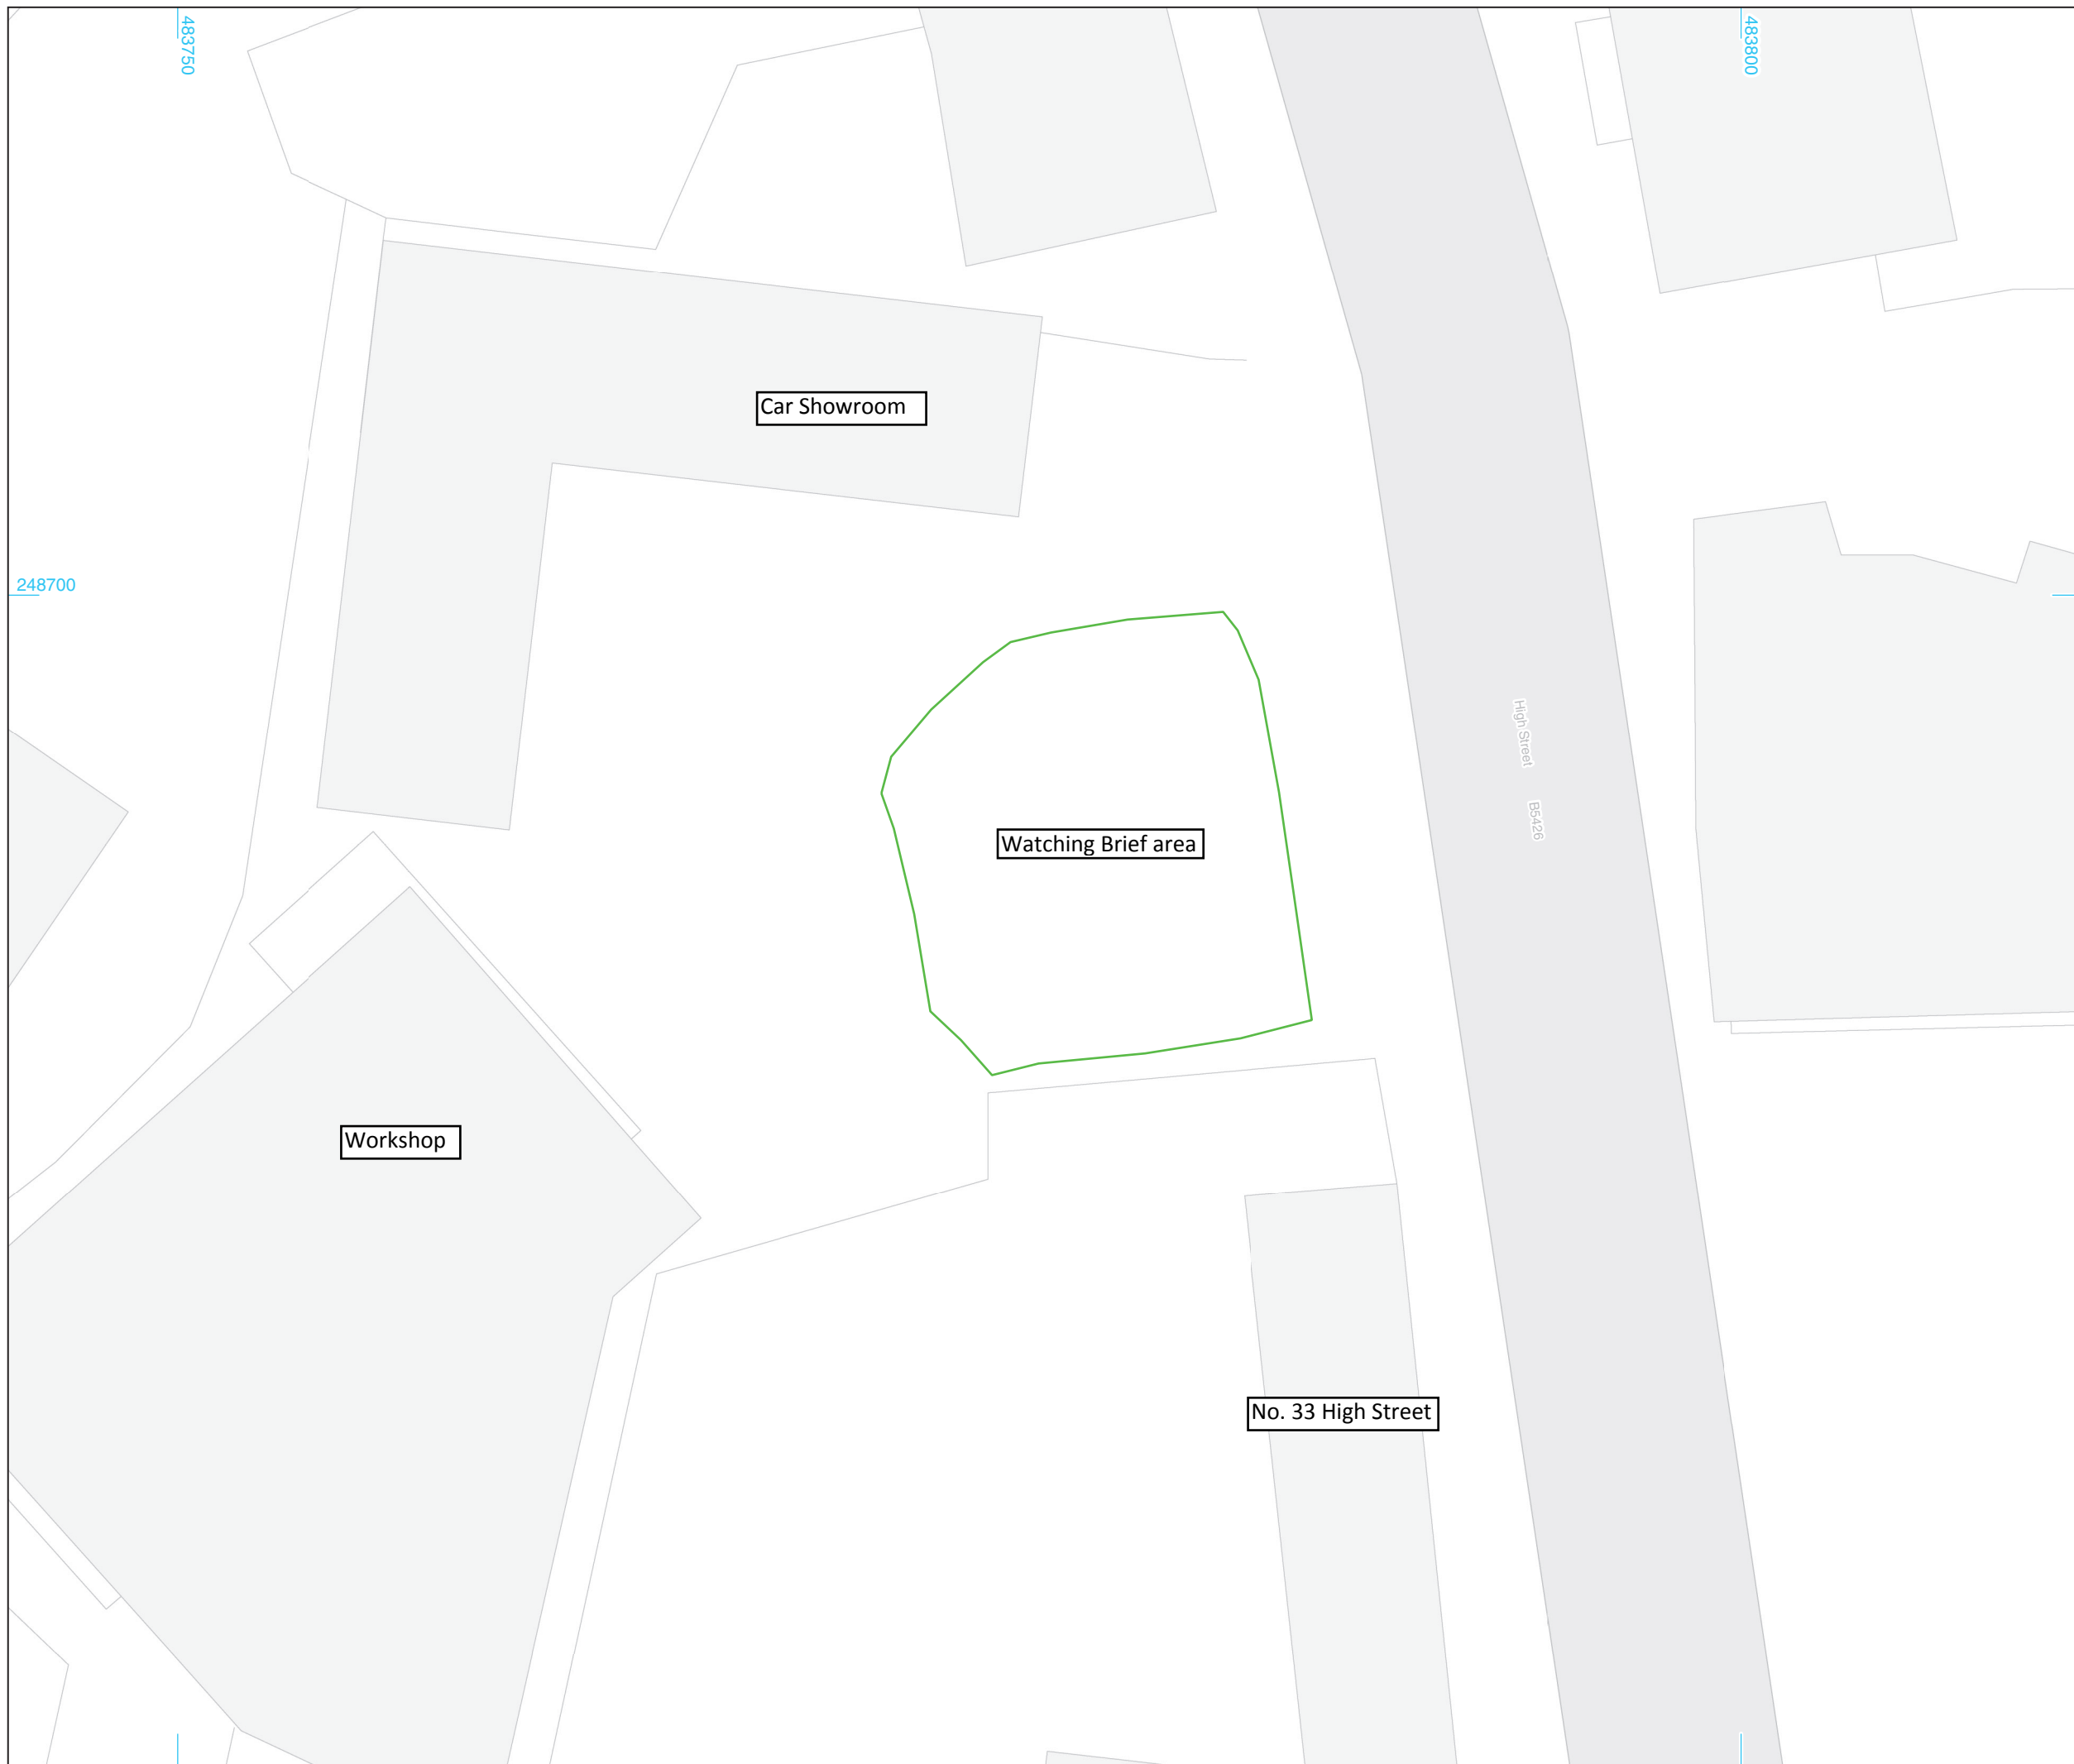 483750
483800
Car Showroom
248700
High Street
B5426
Watching Brief area
Workshop
No. 33 High Street